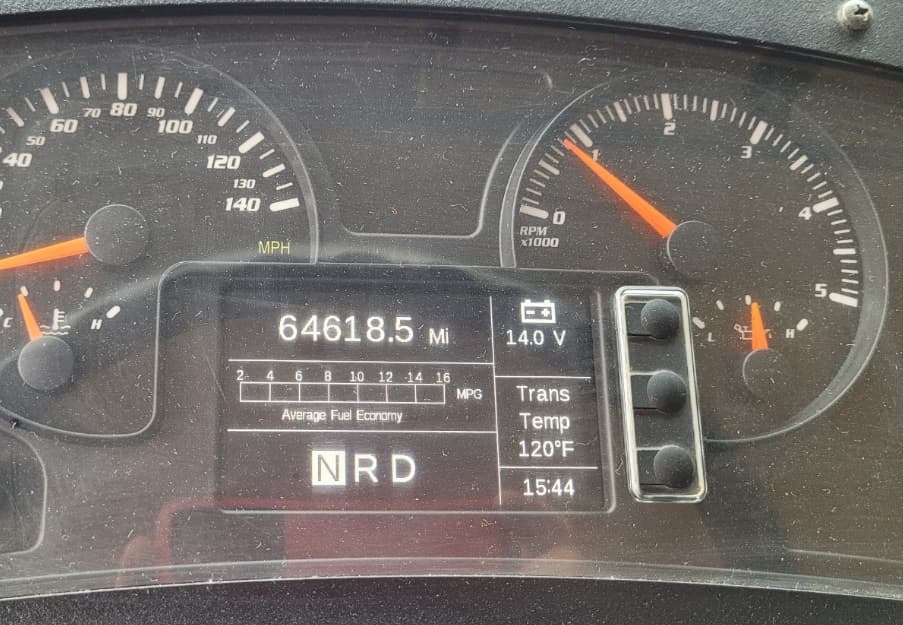 40
50
60
70
80
90
100
110
120
130
140
MPH
0
1
2
3
4
5
RPM
x1000
C
H
L
H
64618.5 Mi
14.0 V
2 4 6 8 10 12 14 16
MPG
Average Fuel Economy
Trans
Temp
120°F
N R D
15:44